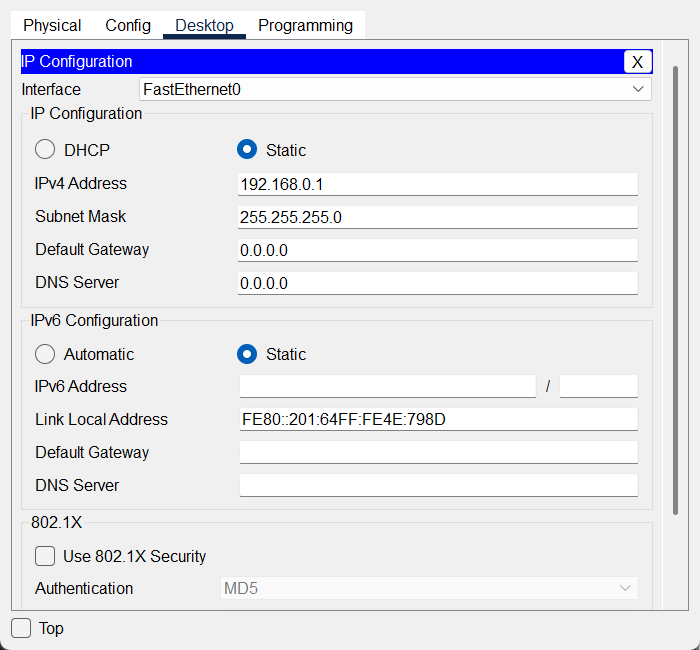 Physical Config Desktop Programming
IP Configuration X
Interface FastEthernet0
IP Configuration
DHCP Static
IPv4 Address 192.168.0.1
Subnet Mask 255.255.255.0
Default Gateway 0.0.0.0
DNS Server 0.0.0.0
IPv6 Configuration
Automatic Static
IPv6 Address /
Link Local Address FE80::201:64FF:FE4E:798D
Default Gateway
DNS Server
802.1X
Use 802.1X Security
Authentication MD5
Top